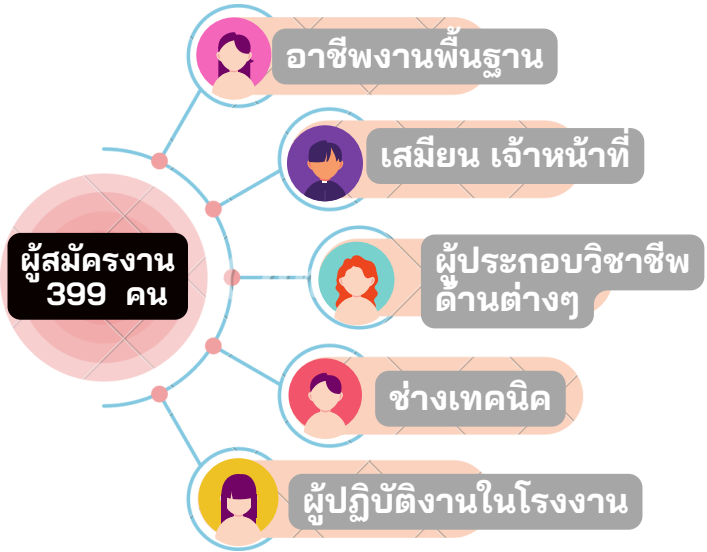 อาชีพงานพื้นฐาน
เสมียน เจ้าหน้าที่
ผู้สมัครงาน
399 คน
ผู้ประกอบวิชาชีพ
ด้านต่างๆ
ช่างเทคนิค
ผู้ปฏิบัติงานในโรงงาน